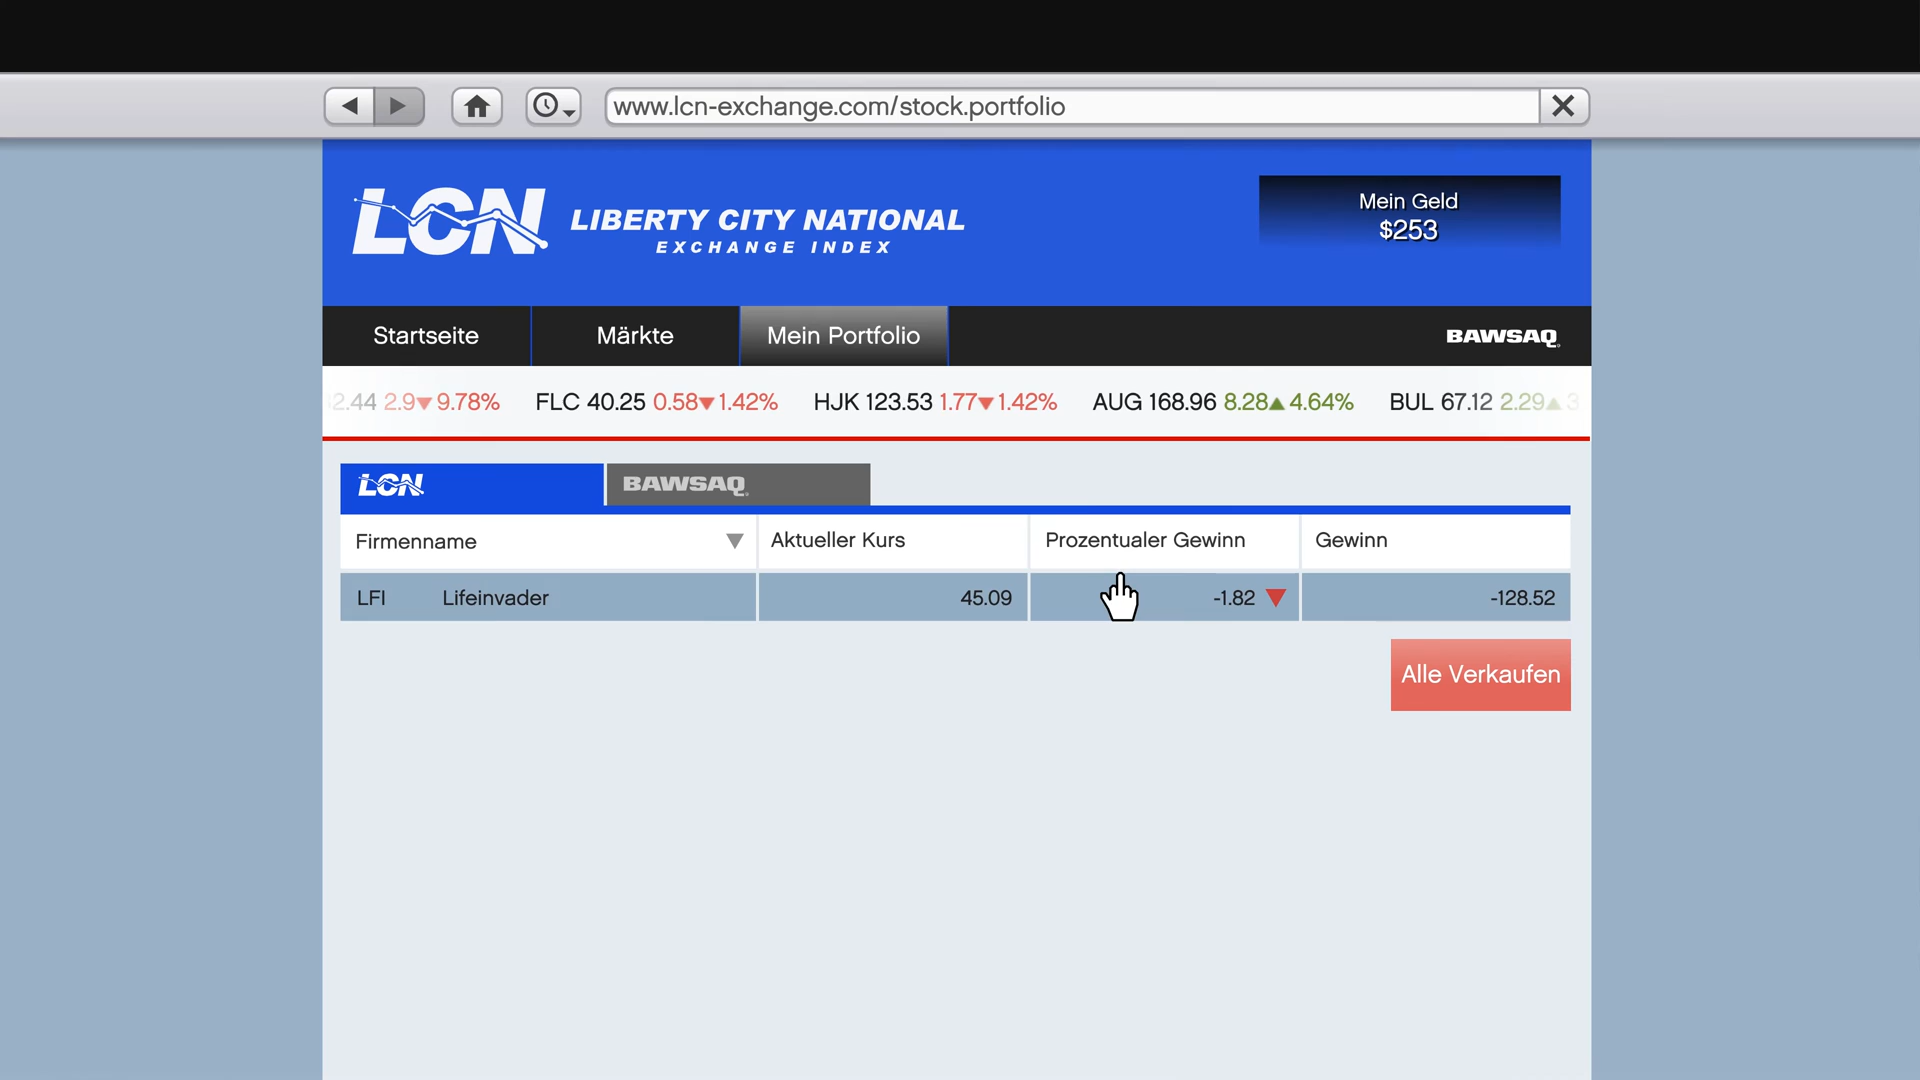 www.lcn-exchange.com/stock.portfolio
LCN LIBERTY CITY NATIONAL
EXCHANGE INDEX
Mein Geld
$253
Startseite Märkte Mein Portfolio BAWSAQ
2.44 2.9▼9.78% FLC 40.25 0.58▼1.42% HJK 123.53 1.77▼1.42% AUG 168.96 8.28▲4.64% BUL 67.12 2.29▲3
LCN BAWSAQ
Firmenname ▼ Aktueller Kurs Prozentualer Gewinn Gewinn
LFI Lifeinvader 45.09 -1.82 ▼ -128.52
Alle Verkaufen